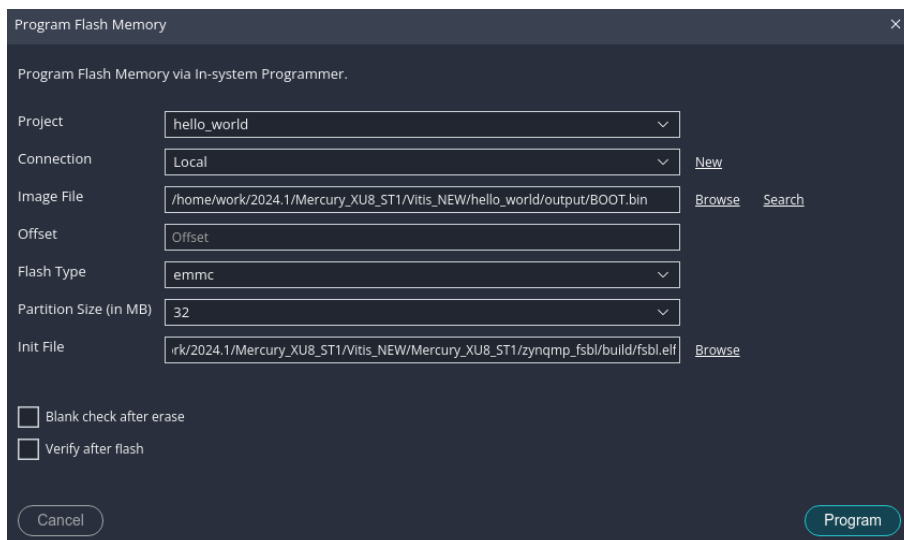 Program Flash Memory
Program Flash Memory via In-system Programmer.
Project hello_world
Connection Local New
Image File /home/work/2024.1/Mercury_XU8_ST1/Vitis_NEW/hello_world/output/BOOT.bin Browse Search
Offset Offset
Flash Type emmc
Partition Size (in MB) 32
Init File rk/2024.1/Mercury_XU8_ST1/Vitis_NEW/Mercury_XU8_ST1/zynqmp_fsbl/build/fsbl.elf Browse
Blank check after erase
Verify after flash
Cancel Program